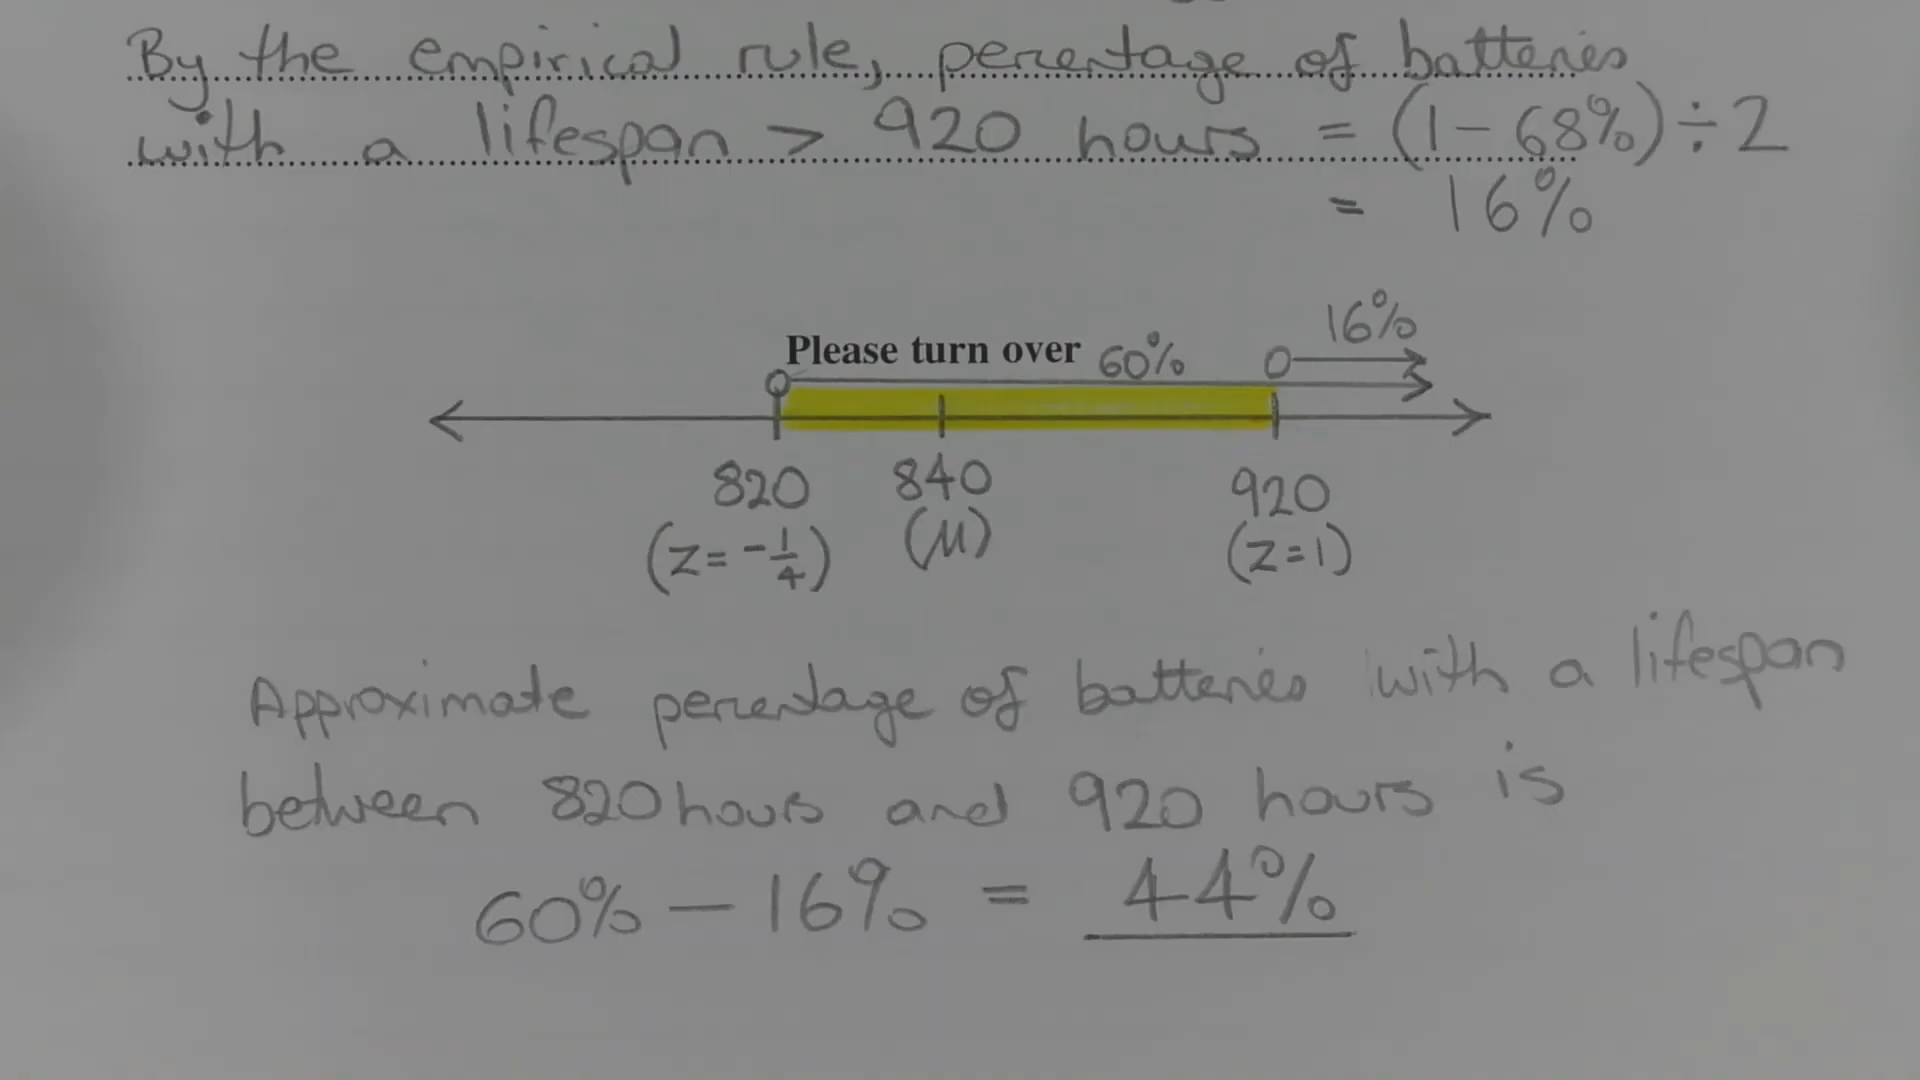 By the empirical rule, percentage of batteries
with a lifespan > 920 hours = (1 - 68%) ÷ 2
= 16%
16%
Please turn over 60%
820 840 920
(z = -1/4) (μ) (z = 1)
Approximate percentage of batteries with a lifespan
between 820 hours and 920 hours is
60% - 16% = 44%